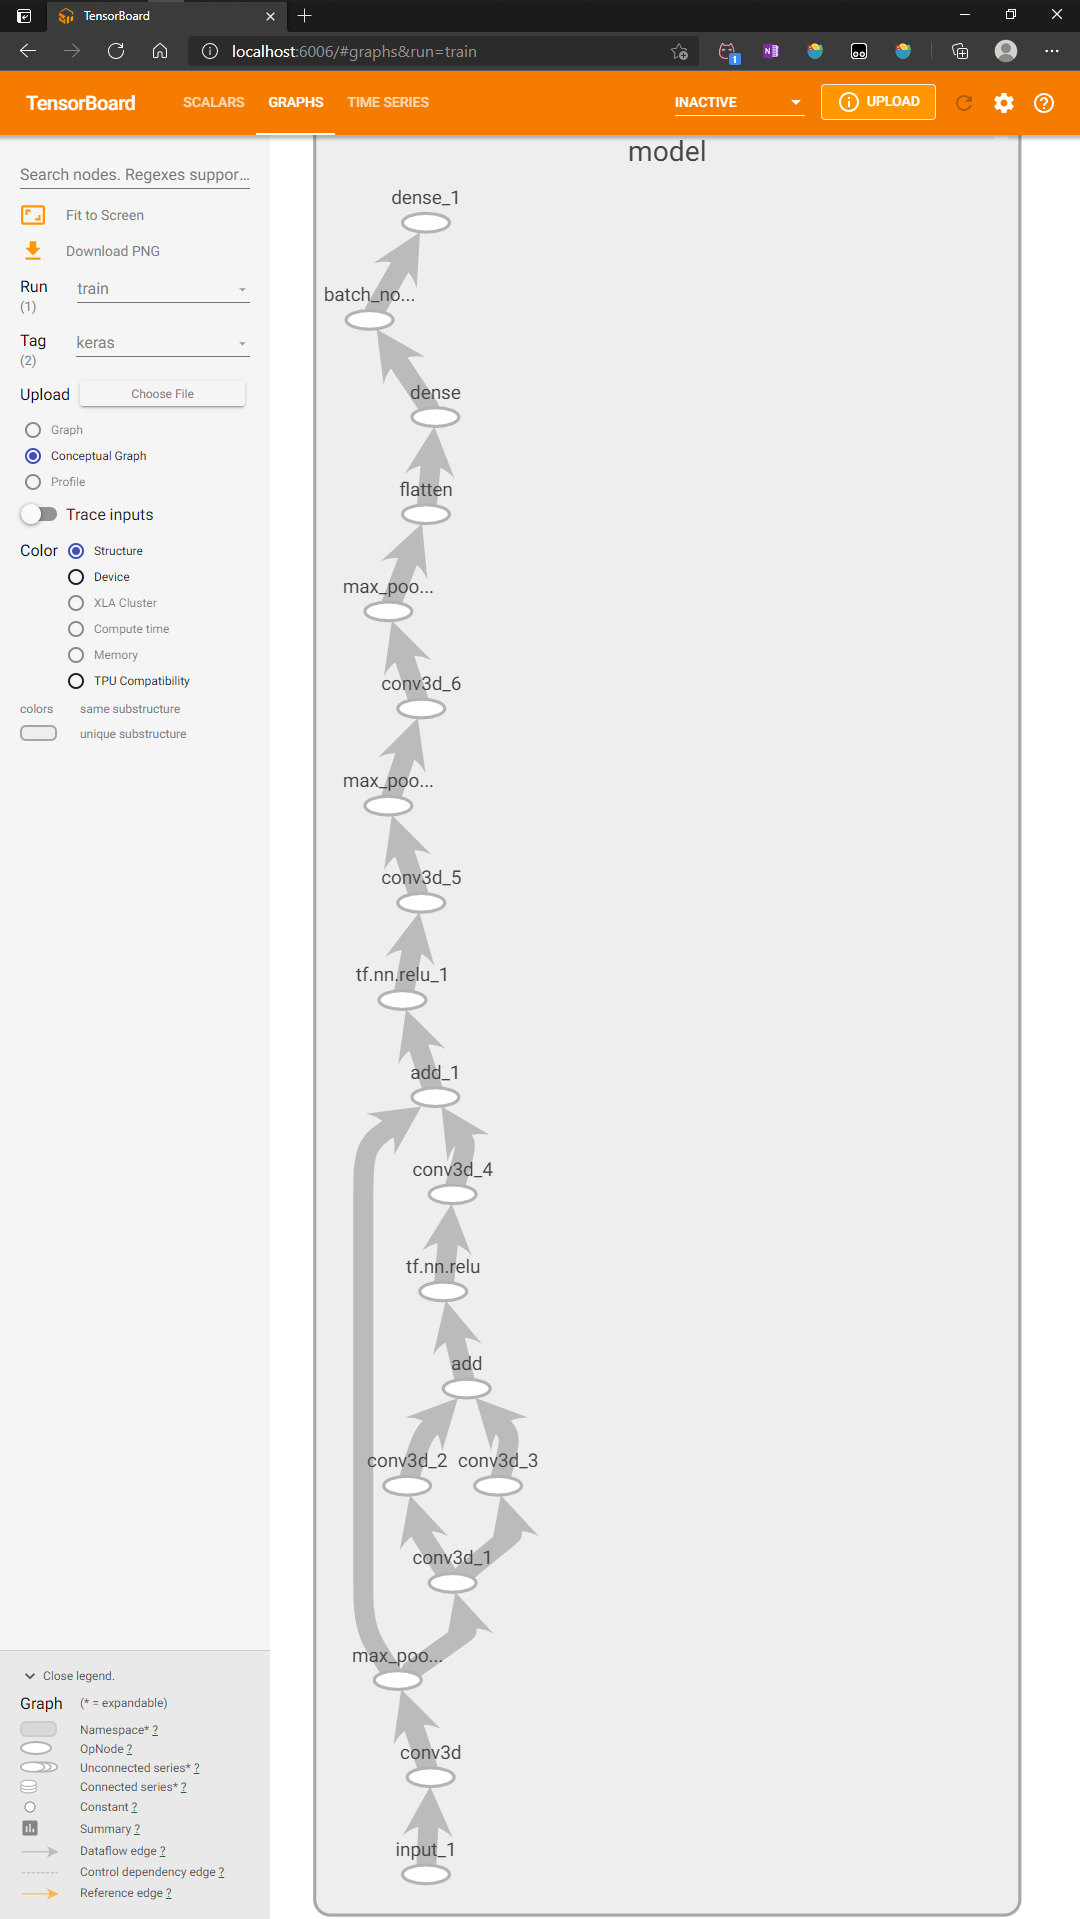 TensorBoard
localhost:6006/#graphs&run=train
1
TensorBoard
SCALARS
GRAPHS
TIME SERIES
INACTIVE
UPLOAD
Search nodes. Regexes suppor...
Fit to Screen
Download PNG
Run
(1)
train
Tag
(2)
keras
Upload
Choose File
Graph
Conceptual Graph
Profile
Trace inputs
Color
Structure
Device
XLA Cluster
Compute time
Memory
TPU Compatibility
colors
same substructure
unique substructure
Close legend.
Graph
(* = expandable)
Namespace* ?
OpNode ?
Unconnected series* ?
Connected series* ?
Constant ?
Summary ?
Dataflow edge ?
Control dependency edge ?
Reference edge ?
model
dense_1
batch_no...
dense
flatten
max_poo...
conv3d_6
max_poo...
conv3d_5
tf.nn.relu_1
add_1
conv3d_4
tf.nn.relu
add
conv3d_2 conv3d_3
conv3d_1
max_poo...
conv3d
input_1